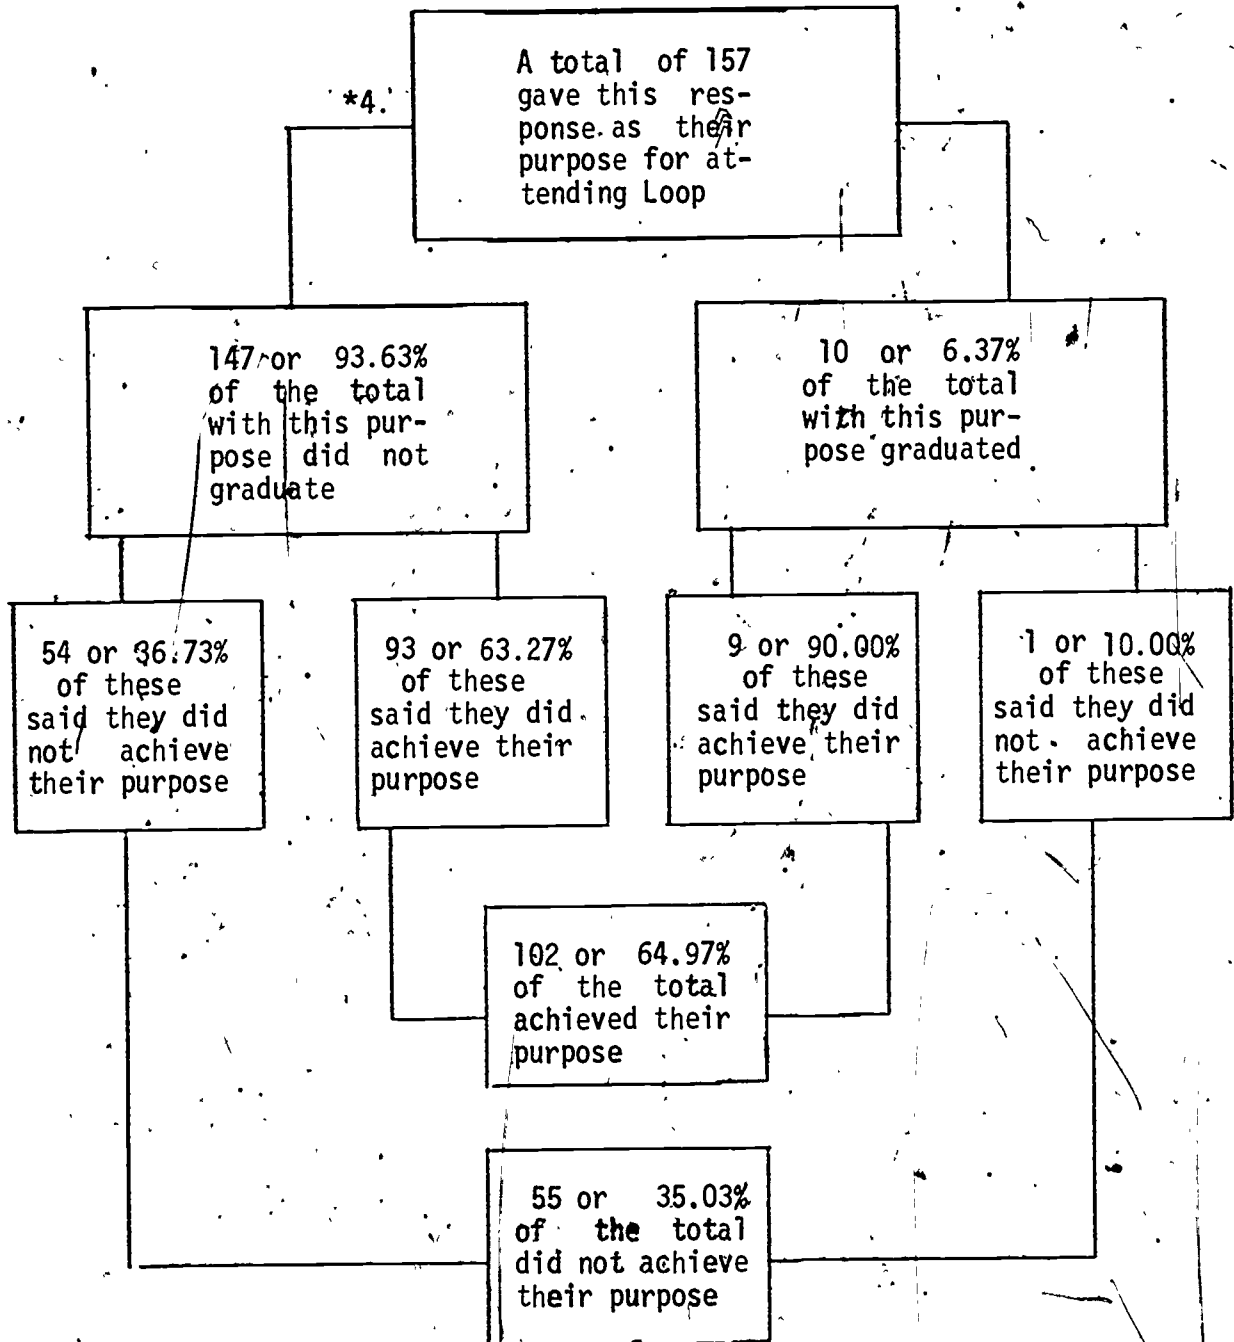 *4.
A total of 157
gave this res-
ponse as their
purpose for at-
tending Loop
147 or 93.63%
of the total
with this pur-
pose did not
graduate
10 or 6.37%
of the total
with this pur-
pose graduated
54 or 36.73%
of these
said they did
not achieve
their purpose
93 or 63.27%
of these
said they did
achieve their
purpose
9 or 90.00%
of these
said they did
achieve their
purpose
1 or 10.00%
of these
said they did
not achieve
their purpose
102 or 64.97%
of the total
achieved their
purpose
55 or 35.03%
of the total
did not achieve
their purpose